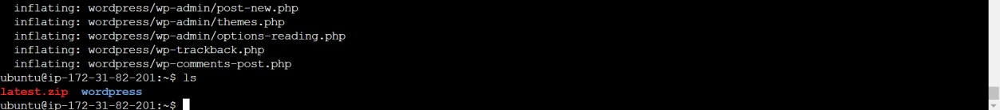 inflating: wordpress/wp-admin/post-new.php
inflating: wordpress/wp-admin/themes.php
inflating: wordpress/wp-admin/options-reading.php
inflating: wordpress/wp-trackback.php
inflating: wordpress/wp-comments-post.php
ubuntu@ip-172-31-82-201:~$ ls
latest.zip  wordpress
ubuntu@ip-172-31-82-201:~$